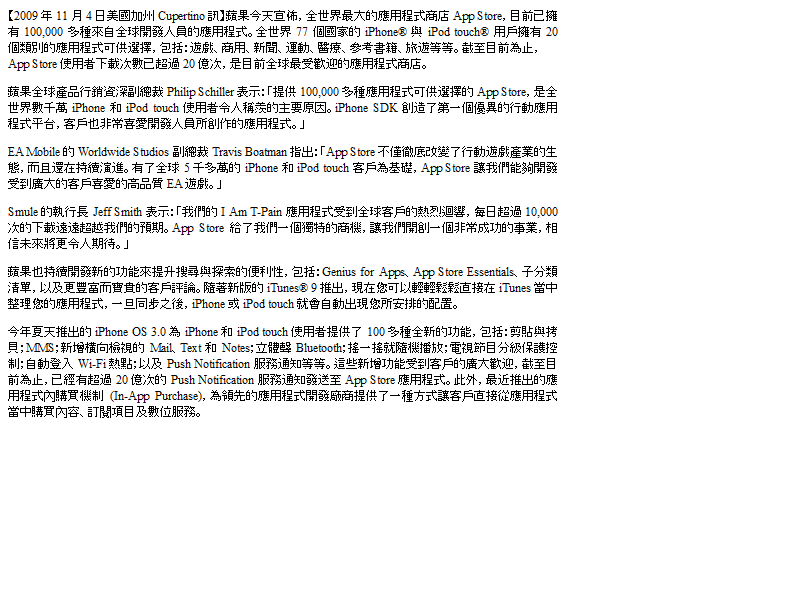 【2009 年 11 月 4 日美國加州 Cupertino 訊】蘋果今天宣佈，全世界最大的應用程式商店 App Store，目前已擁
有 100,000 多種來自全球開發人員的應用程式。全世界 77 個國家的 iPhone® 與 iPod touch® 用戶擁有 20
個類別的應用程式可供選擇，包括：遊戲、商用、新聞、運動、醫療、參考書籍、旅遊等等。截至目前為止，
App Store 使用者下載次數已超過 20 億次，是目前全球最受歡迎的應用程式商店。
蘋果全球產品行銷資深副總裁 Philip Schiller 表示：「提供 100,000 多種應用程式可供選擇的 App Store，是全
世界數千萬 iPhone 和 iPod touch 使用者令人稱羨的主要原因。iPhone SDK 創造了第一個優異的行動應用
程式平台，客戶也非常喜愛開發人員所創作的應用程式。」
EA Mobile 的 Worldwide Studios 副總裁 Travis Boatman 指出：「App Store 不僅徹底改變了行動遊戲產業的生
態，而且還在持續演進。有了全球 5 千多萬的 iPhone 和 iPod touch 客戶為基礎，App Store 讓我們能夠開發
受到廣大的客戶喜愛的高品質 EA 遊戲。」
Smule 的執行長 Jeff Smith 表示：「我們的 I Am T-Pain 應用程式受到全球客戶的熱烈迴響，每日超過 10,000
次的下載遠遠超越我們的預期。App Store 給了我們一個獨特的商機，讓我們開創一個非常成功的事業，相
信未來將更令人期待。」
蘋果也持續開發新的功能來提升搜尋與探索的便利性，包括：Genius for Apps、App Store Essentials、子分類
清單，以及更豐富而寶貴的客戶評論。隨著新版的 iTunes® 9 推出，現在您可以輕輕鬆鬆直接在 iTunes 當中
整理您的應用程式，一旦同步之後，iPhone 或 iPod touch 就會自動出現您所安排的配置。
今年夏天推出的 iPhone OS 3.0 為 iPhone 和 iPod touch 使用者提供了 100 多種全新的功能，包括：剪貼與拷
貝；MMS；新增橫向檢視的 Mail、Text 和 Notes；立體聲 Bluetooth；搖一搖就隨機播放；電視節目分級保護控
制；自動登入 Wi-Fi 熱點；以及 Push Notification 服務通知等等。這些新增功能受到客戶的廣大歡迎，截至目
前為止，已經有超過 20 億次的 Push Notification 服務通知發送至 App Store 應用程式。此外，最近推出的應
用程式內購買機制 (In-App Purchase)，為領先的應用程式開發廠商提供了一種方式讓客戶直接從應用程式
當中購買內容、訂閱項目及數位服務。